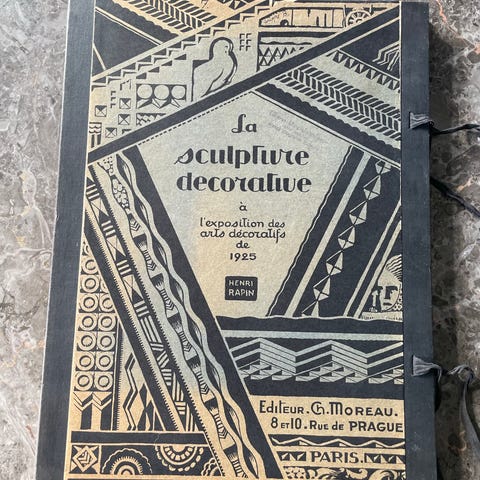 La
sculpture
decorative
à
l'exposition des
arts décoratifs
de
1925
HENRI
RAPIN
Editeur. Ch. Moreau.
8 et 10. Rue de PRAGUE
PARIS.